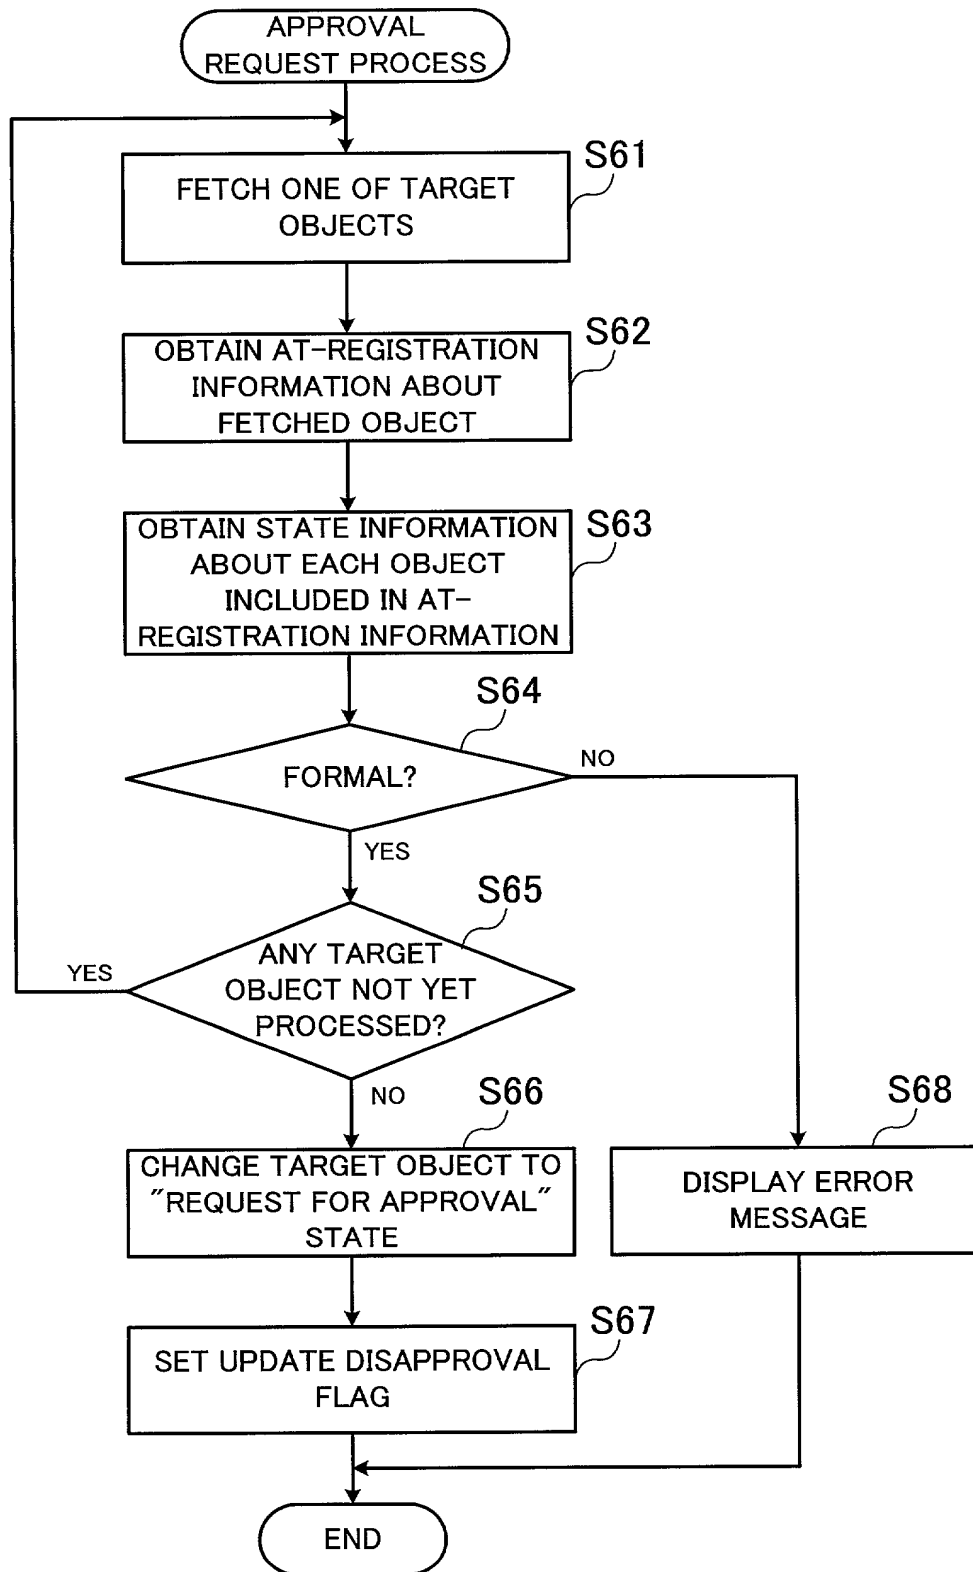 APPROVAL
REQUEST PROCESS
S61
FETCH ONE OF TARGET
OBJECTS
S62
OBTAIN AT-REGISTRATION
INFORMATION ABOUT
FETCHED OBJECT
S63
OBTAIN STATE INFORMATION
ABOUT EACH OBJECT
INCLUDED IN AT-
REGISTRATION INFORMATION
S64
FORMAL?
NO
YES
S65
ANY TARGET
OBJECT NOT YET
PROCESSED?
YES
NO
S66
CHANGE TARGET OBJECT TO
"REQUEST FOR APPROVAL"
STATE
S68
DISPLAY ERROR
MESSAGE
S67
SET UPDATE DISAPPROVAL
FLAG
END